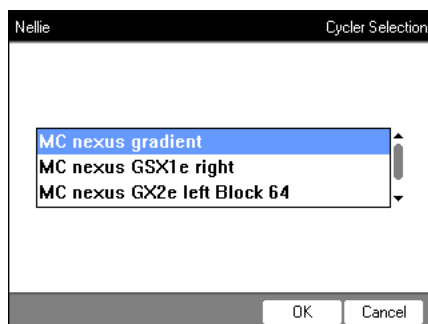 Nellie Cycler Selection
MC nexus gradient
MC nexus GSX1e right
MC nexus GX2e left Block 64
OK Cancel